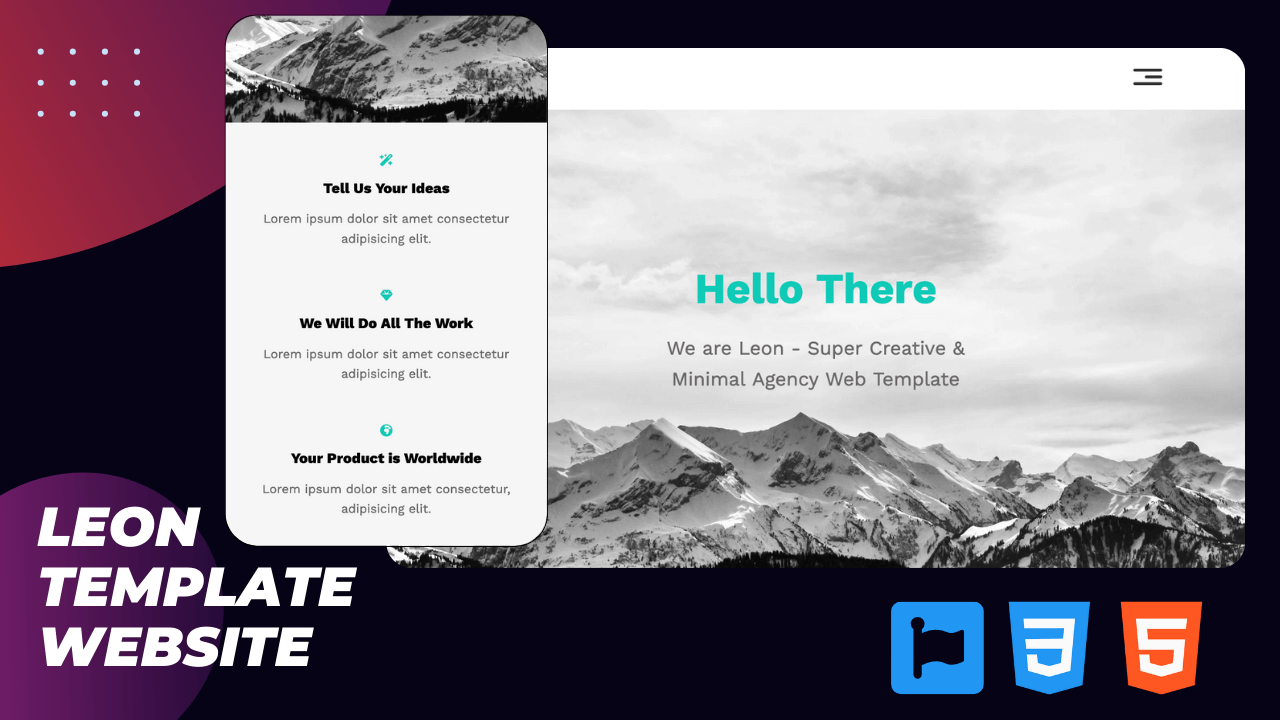 Tell Us Your Ideas
Lorem ipsum dolor sit amet consectetur
adipisicing elit.
We Will Do All The Work
Lorem ipsum dolor sit amet consectetur
adipisicing elit.
Your Product is Worldwide
Lorem ipsum dolor sit amet consectetur,
adipisicing elit.
Hello There
We are Leon - Super Creative &
Minimal Agency Web Template
LEON
TEMPLATE
WEBSITE
3
5